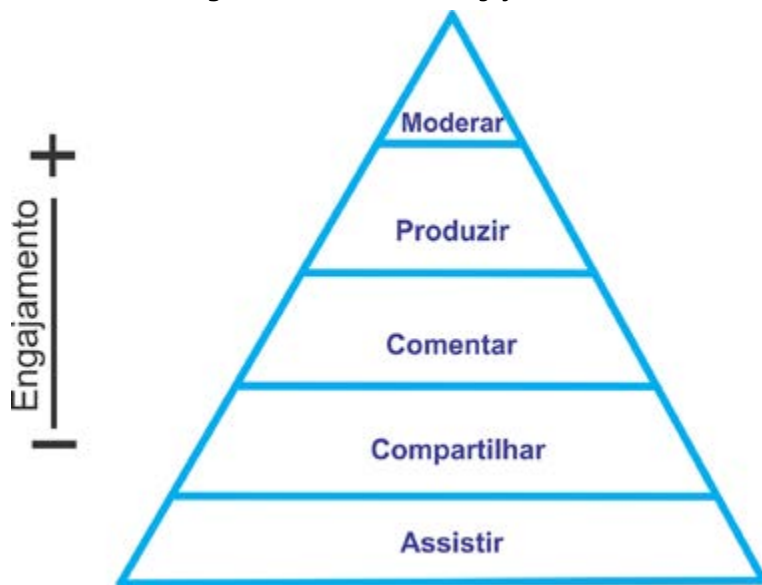 Moderar
Produzir
Comentar
Compartilhar
Assistir
+
Engajamento
–